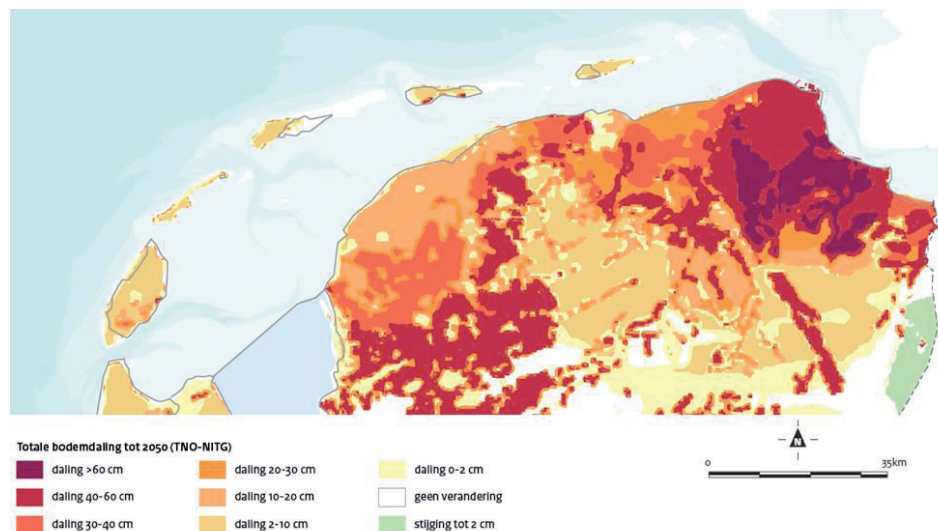 N
0 35km
Totale bodemdaling tot 2050 (TNO-NITG)
daling >60 cm
daling 40-60 cm
daling 30-40 cm
daling 20-30 cm
daling 10-20 cm
daling 2-10 cm
daling 0-2 cm
geen verandering
stijging tot 2 cm